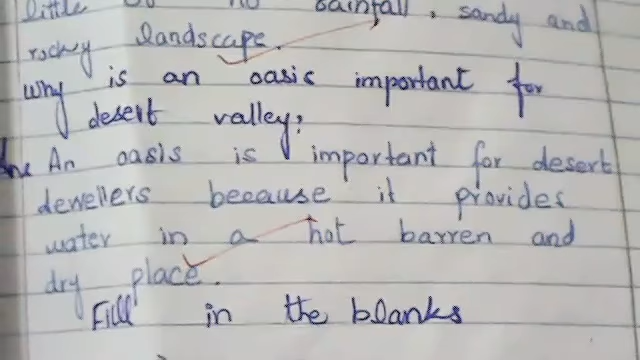 little or no rainfall, sandy and
rocky landscape.
Why is an oasis important for
desert valley?
Ans An oasis is important for desert
dewellers because it provides
water in a hot barren and
dry place.
Fill in the blanks